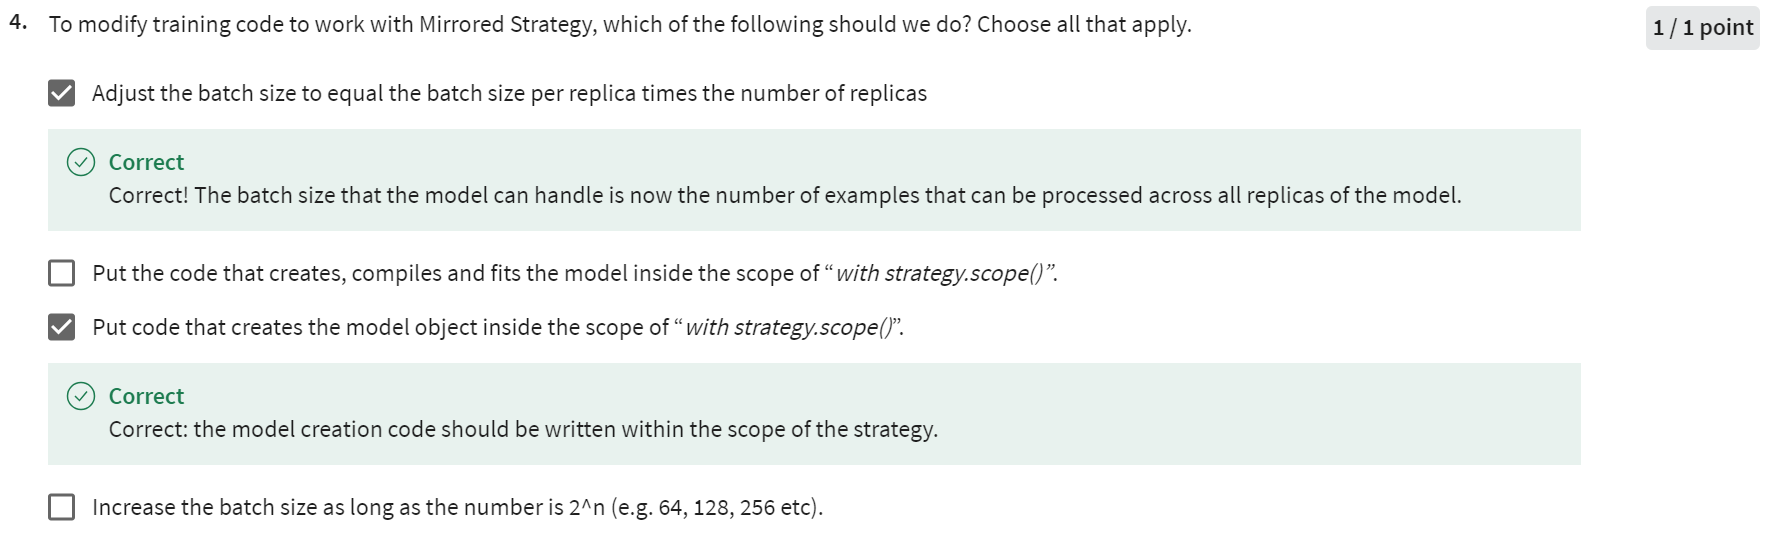 4. To modify training code to work with Mirrored Strategy, which of the following should we do? Choose all that apply.
1 / 1 point
Adjust the batch size to equal the batch size per replica times the number of replicas
Correct
Correct! The batch size that the model can handle is now the number of examples that can be processed across all replicas of the model.
Put the code that creates, compiles and fits the model inside the scope of “with strategy.scope()”.
Put code that creates the model object inside the scope of “with strategy.scope()”.
Correct
Correct: the model creation code should be written within the scope of the strategy.
Increase the batch size as long as the number is 2^n (e.g. 64, 128, 256 etc).